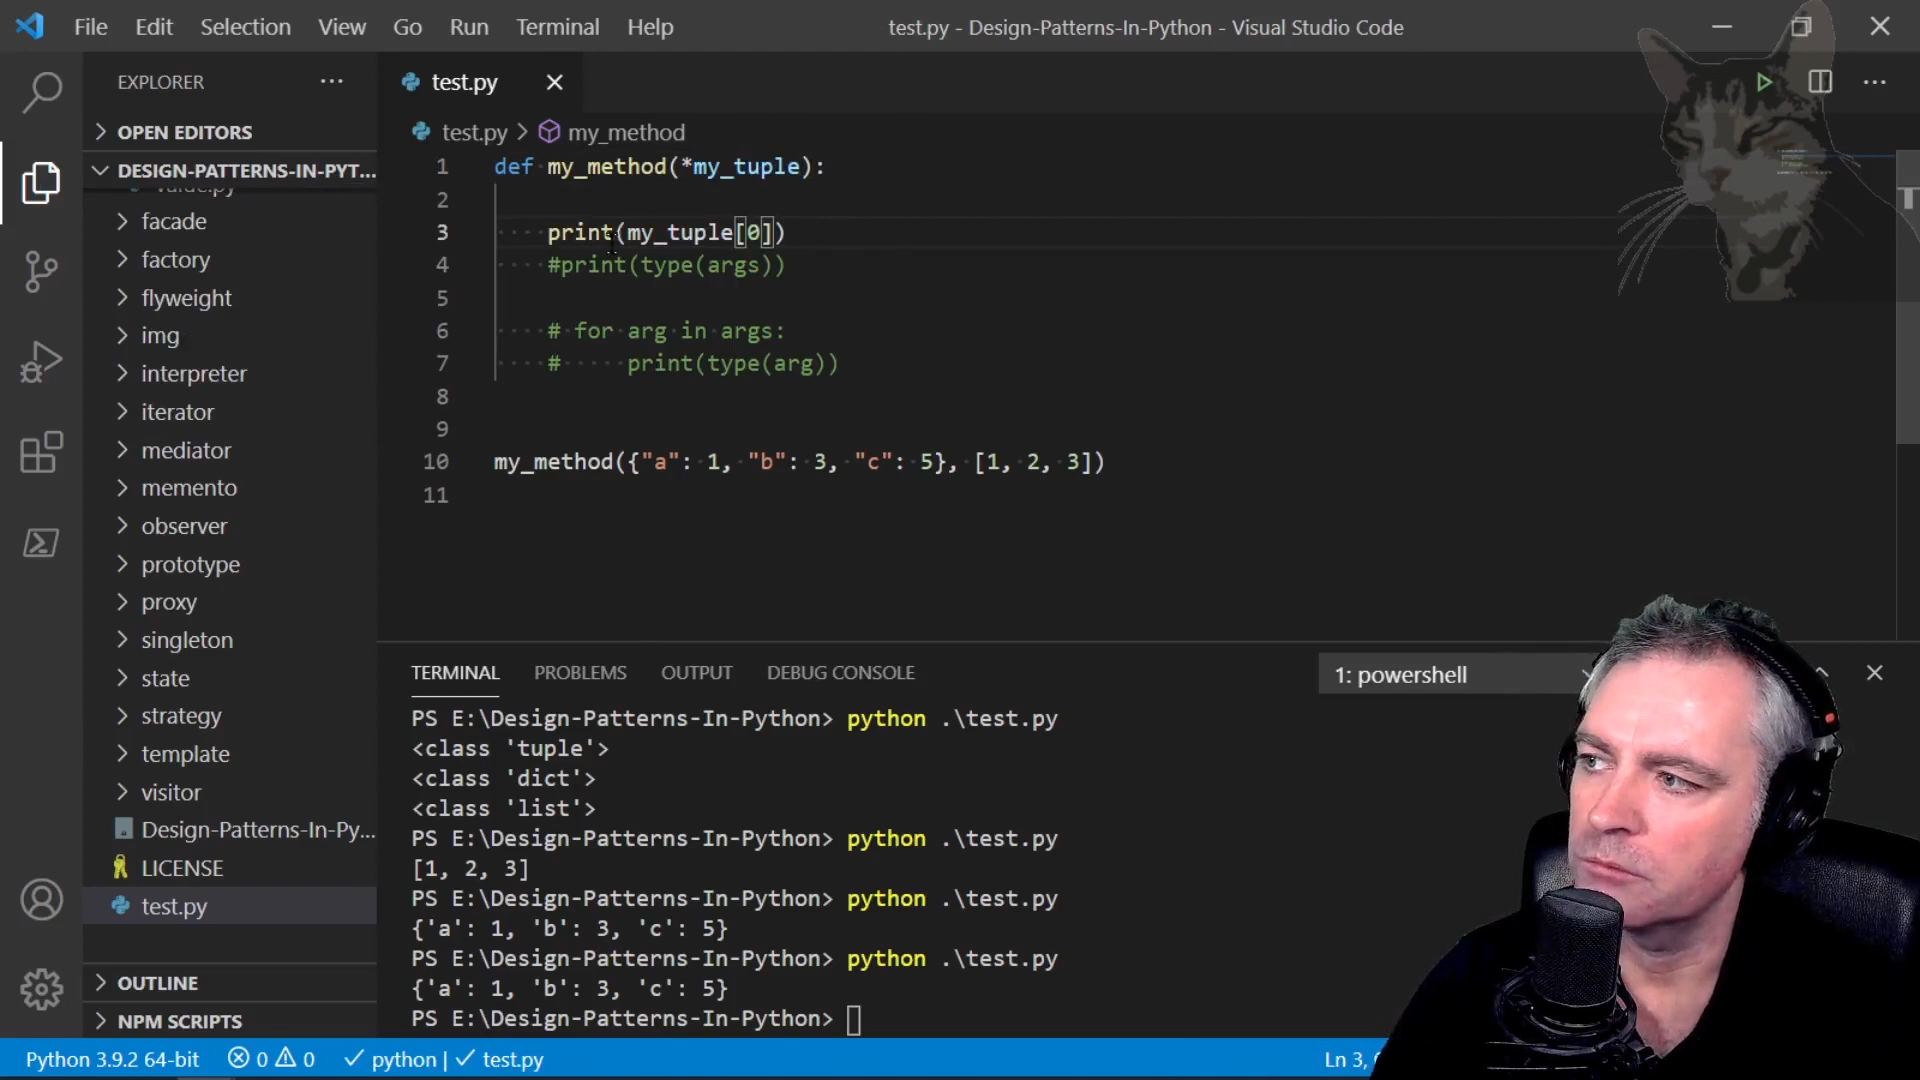 File Edit Selection View Go Run Terminal Help
test.py - Design-Patterns-In-Python - Visual Studio Code
EXPLORER
OPEN EDITORS
DESIGN-PATTERNS-IN-PYT...
value.py
facade
factory
flyweight
img
interpreter
iterator
mediator
memento
observer
prototype
proxy
singleton
state
strategy
template
visitor
Design-Patterns-In-Py...
LICENSE
test.py
OUTLINE
NPM SCRIPTS
test.py
test.py > my_method
1 def my_method(*my_tuple):
2
3 print(my_tuple[0])
4 #print(type(args))
5
6 # for arg in args:
7 #     print(type(arg))
8
9
10 my_method({"a": 1, "b": 3, "c": 5}, [1, 2, 3])
11
TERMINAL PROBLEMS OUTPUT DEBUG CONSOLE
1: powershell
PS E:\Design-Patterns-In-Python> python .\test.py
<class 'tuple'>
<class 'dict'>
<class 'list'>
PS E:\Design-Patterns-In-Python> python .\test.py
[1, 2, 3]
PS E:\Design-Patterns-In-Python> python .\test.py
{'a': 1, 'b': 3, 'c': 5}
PS E:\Design-Patterns-In-Python> python .\test.py
{'a': 1, 'b': 3, 'c': 5}
PS E:\Design-Patterns-In-Python>
Python 3.9.2 64-bit 0 0 python | test.py
Ln 3,